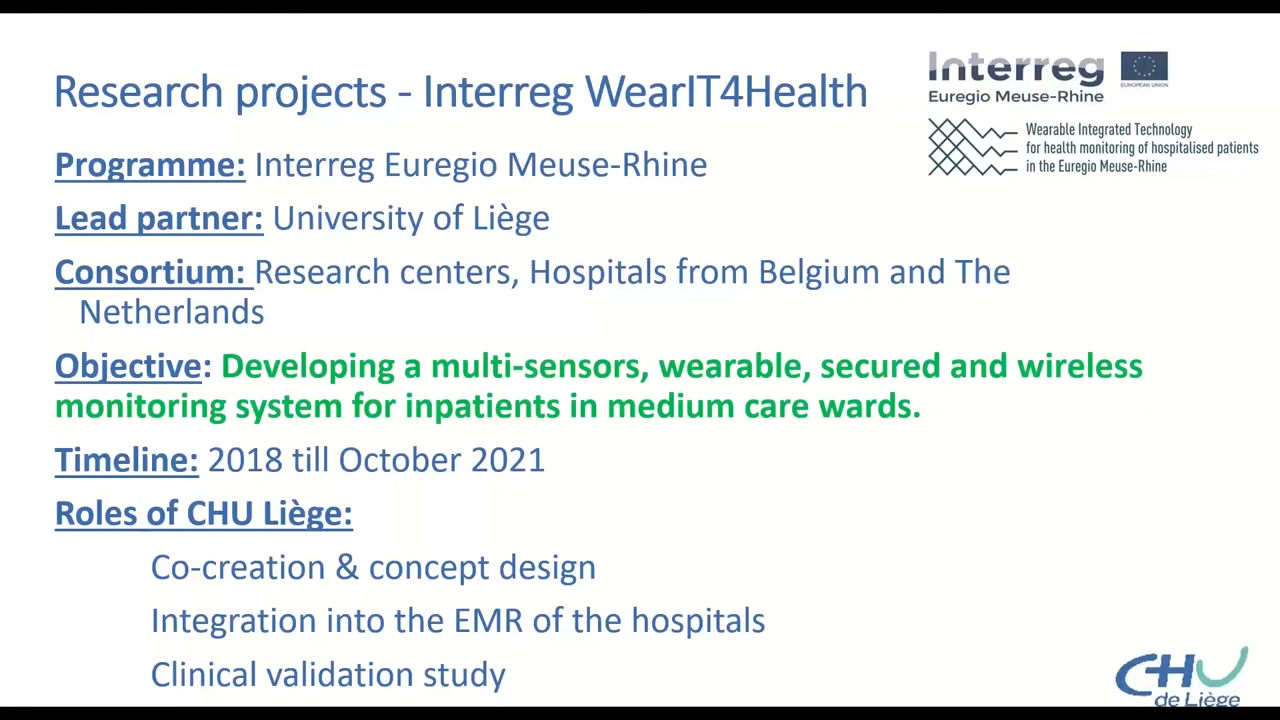 Research projects - Interreg WearIT4Health
Interreg
EUROPEAN UNION
Euregio Meuse-Rhine
Wearable Integrated Technology
for health monitoring of hospitalised patients
in the Euregio Meuse-Rhine
Programme: Interreg Euregio Meuse-Rhine
Lead partner: University of Liège
Consortium: Research centers, Hospitals from Belgium and The
Netherlands
Objective: Developing a multi-sensors, wearable, secured and wireless
monitoring system for inpatients in medium care wards.
Timeline: 2018 till October 2021
Roles of CHU Liège:
Co-creation & concept design
Integration into the EMR of the hospitals
Clinical validation study
CHU
de Liège